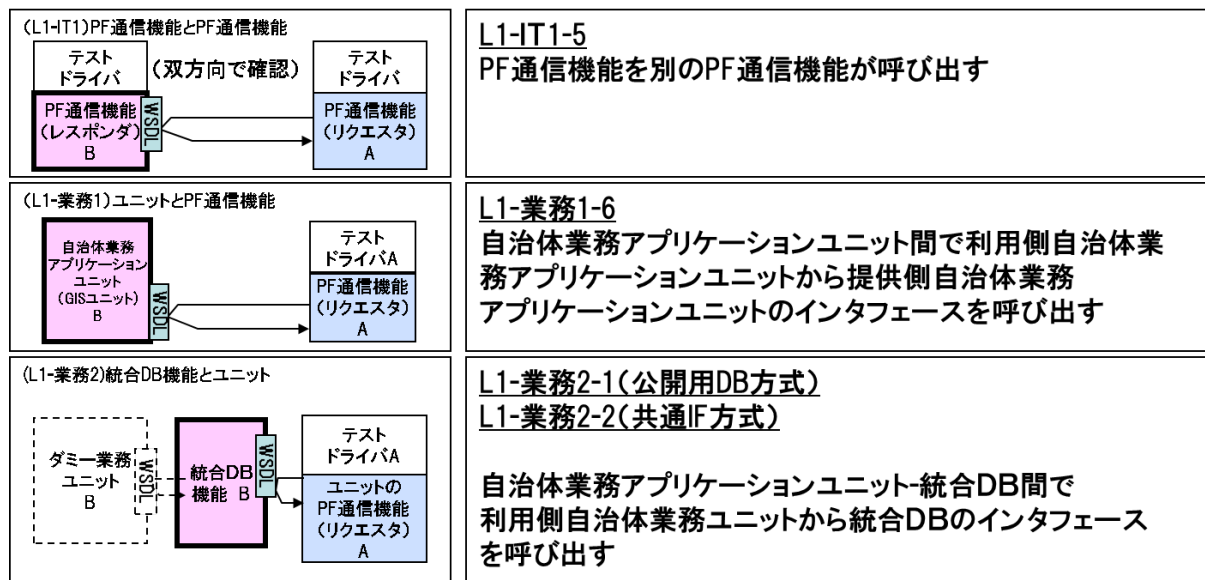 (L1-IT1)PF通信機能とPF通信機能
テスト
ドライバ
(双方向で確認)
テスト
ドライバ
PF通信機能
(レスポンダ)
B
WSDL
PF通信機能
(リクエスタ)
A
L1-IT1-5
PF通信機能を別のPF通信機能が呼び出す
(L1-業務1)ユニットとPF通信機能
自治体業務
アプリケーション
ユニット
(GISユニット)
B
WSDL
テスト
ドライバA
PF通信機能
(リクエスタ)
A
L1-業務1-6
自治体業務アプリケーションユニット間で利用側自治体業
務アプリケーションユニットから提供側自治体業務
アプリケーションユニットのインタフェースを呼び出す
(L1-業務2)統合DB機能とユニット
ダミー業務
ユニット
B
WSDL
統合DB
機能 B
WSDL
テスト
ドライバA
ユニットの
PF通信機能
(リクエスタ)
A
L1-業務2-1(公開用DB方式)
L1-業務2-2(共通IF方式)
自治体業務アプリケーションユニット-統合DB間で
利用側自治体業務ユニットから統合DBのインタフェース
を呼び出す